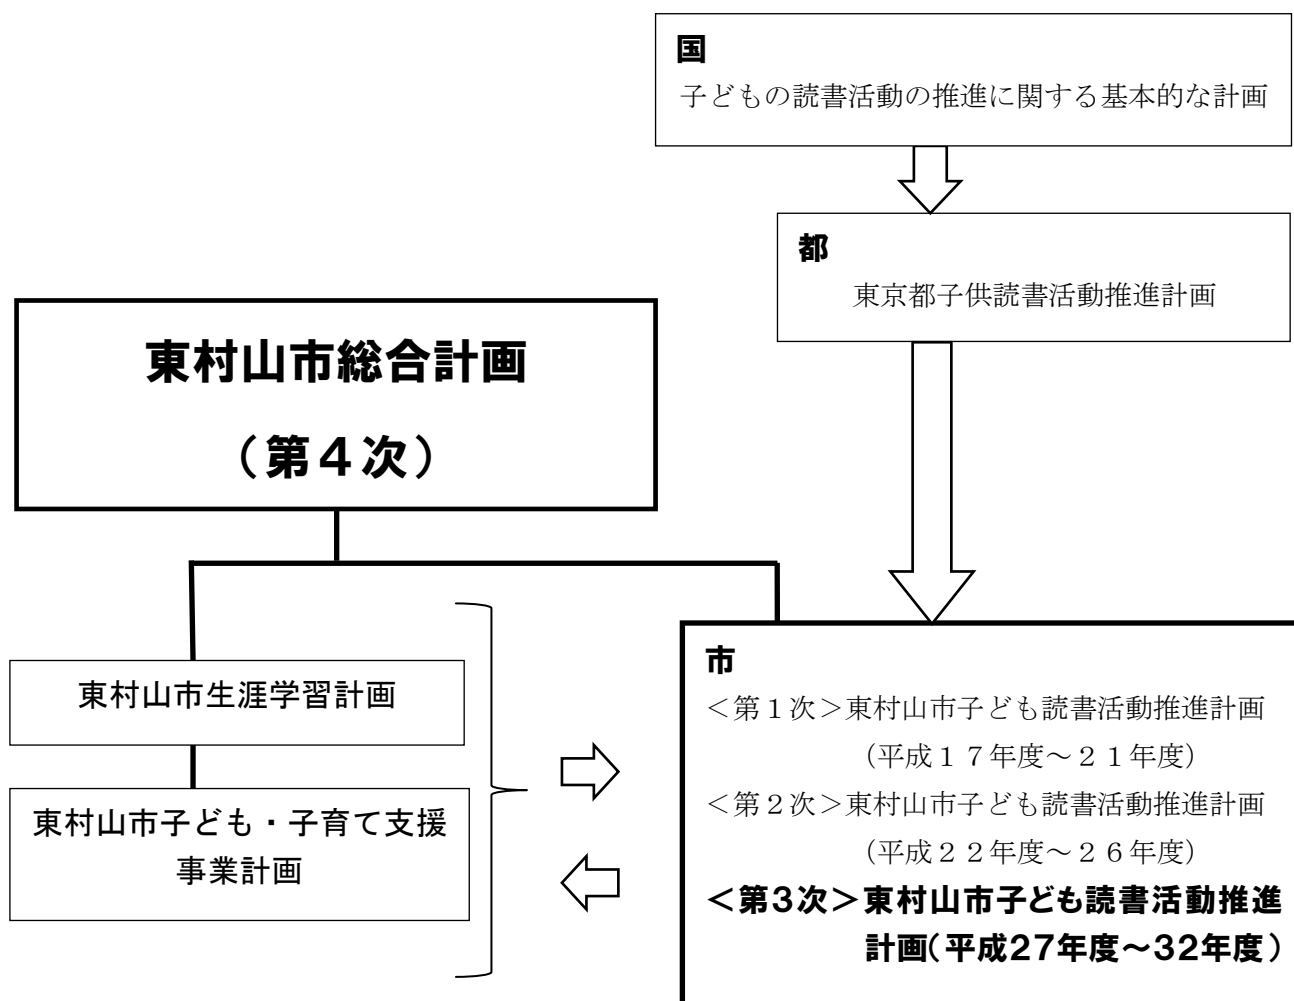 国
子どもの読書活動の推進に関する基本的な計画
都
東京都子供読書活動推進計画
東村山市総合計画
（第４次）
東村山市生涯学習計画
東村山市子ども・子育て支援
事業計画
市
＜第１次＞東村山市子ども読書活動推進計画
（平成１７年度～２１年度）
＜第２次＞東村山市子ども読書活動推進計画
（平成２２年度～２６年度）
＜第3次＞東村山市子ども読書活動推進
計画（平成27年度～32年度）